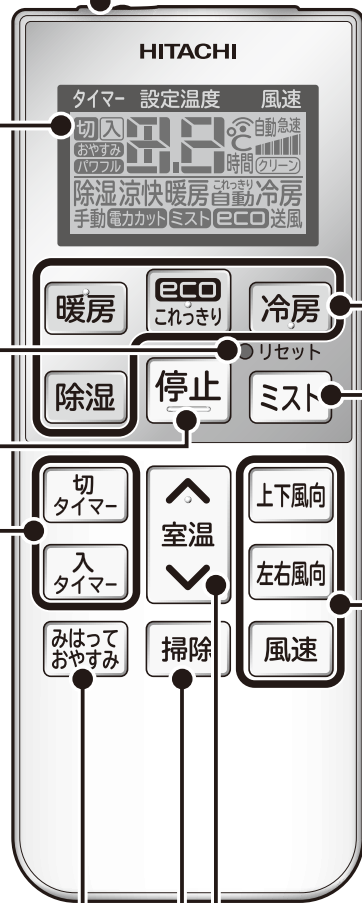 HITACHI
タイマー 設定温度 風速
切 入 8.8 ℃ 自動急速
おやすみ
パワフル 時間 クリーン
除湿涼快暖房これっきり自動冷房
手動電力カットミストeco送風
暖房 eco これっきり 冷房
リセット
除湿 停止 ミスト
切タイマー 室温 上下風向
入タイマー 左右風向
みはっておやすみ 掃除 風速